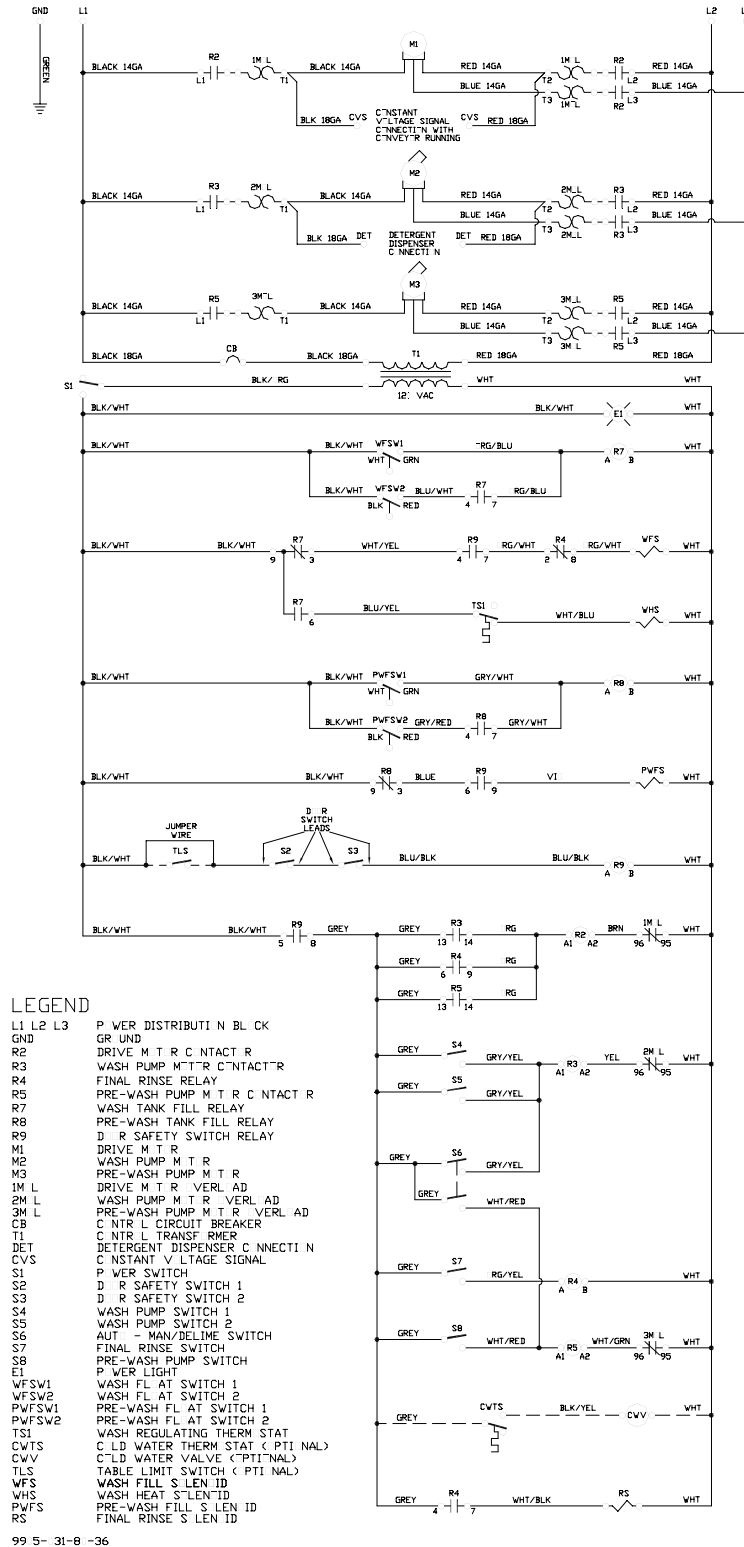 GND L1 L2
GREEN
M1
BLACK 14GA R2 1M L BLACK 14GA RED 14GA 1M L R2 RED 14GA
L1 T1 T2 L2
BLUE 14GA BLUE 14GA
T3 1M L R2 L3
BLK 18GA CVS C NSTANT CVS RED 18GA
V LTAGE SIGNAL
C NNECTI N WITH
C NVEY R RUNNING
M2
BLACK 14GA R3 2M L BLACK 14GA RED 14GA 2M L R3 RED 14GA
L1 T1 T2 L2
BLUE 14GA BLUE 14GA
T3 2M L R3 L3
BLK 18GA DET DETERGENT DET RED 18GA
DISPENSER
C NNECTI N
M3
BLACK 14GA R5 3M L BLACK 14GA RED 14GA 3M L R5 RED 14GA
L1 T1 T2 L2
BLUE 14GA BLUE 14GA
T3 3M L R5 L3
BLACK 18GA CB BLACK 18GA T1 RED 18GA RED 18GA
S1 BLK/ RG WHT WHT
12 VAC
BLK/WHT BLK/WHT E1 WHT
BLK/WHT BLK/WHT WFSW1 RG/BLU R7 WHT
WHT GRN A B
BLK/WHT WFSW2 BLU/WHT R7 RG/BLU
BLK RED 4 7
BLK/WHT BLK/WHT R7 WHT/YEL R9 RG/WHT R4 RG/WHT WFS WHT
9 3 4 7 2 8
R7 BLU/YEL TS1 WHT/BLU WHS WHT
6
BLK/WHT BLK/WHT PWFSW1 GRY/WHT R8 WHT
WHT GRN A B
BLK/WHT PWFSW2 GRY/RED R8 GRY/WHT
BLK RED 4 7
BLK/WHT BLK/WHT R8 BLUE R9 VI PWFS WHT
9 3 6 9
D R
SWITCH
LEADS
JUMPER
WIRE
BLK/WHT TLS S2 S3 BLU/BLK BLU/BLK R9 WHT
A B
BLK/WHT BLK/WHT R9 GREY GREY R3 RG R2 BRN 1M L WHT
5 8 13 14 A1 A2 96 95
GREY R4 RG
6 9
GREY R5 RG
13 14
GREY S4 GRY/YEL R3 YEL 2M L WHT
A1 A2 96 95
GREY S5 GRY/YEL
GREY S6 GRY/YEL
GREY WHT/RED
GREY S7 RG/YEL R4 WHT
A B
GREY S8 WHT/RED R5 WHT/GRN 3M L WHT
A1 A2 96 95
GREY CWTS BLK/YEL CWV WHT
GREY R4 WHT/BLK RS WHT
4 7
LEGEND
L1 L2 L3 P WER DISTRIBUTI N BL CK
GND GR UND
R2 DRIVE M T R C NTACT R
R3 WASH PUMP M T R C NTACT R
R4 FINAL RINSE RELAY
R5 PRE-WASH PUMP M T R C NTACT R
R7 WASH TANK FILL RELAY
R8 PRE-WASH TANK FILL RELAY
R9 D R SAFETY SWITCH RELAY
M1 DRIVE M T R
M2 WASH PUMP M T R
M3 PRE-WASH PUMP M T R
1M L DRIVE M T R VERL AD
2M L WASH PUMP M T R VERL AD
3M L PRE-WASH PUMP M T R VERL AD
CB C NTR L CIRCUIT BREAKER
T1 C NTR L TRANSF RMER
DET DETERGENT DISPENSER C NNECTI N
CVS C NSTANT V LTAGE SIGNAL
S1 P WER SWITCH
S2 D R SAFETY SWITCH 1
S3 D R SAFETY SWITCH 2
S4 WASH PUMP SWITCH 1
S5 WASH PUMP SWITCH 2
S6 AUT - MAN/DELIME SWITCH
S7 FINAL RINSE SWITCH
S8 PRE-WASH PUMP SWITCH
E1 P WER LIGHT
WFSW1 WASH FL AT SWITCH 1
WFSW2 WASH FL AT SWITCH 2
PWFSW1 PRE-WASH FL AT SWITCH 1
PWFSW2 PRE-WASH FL AT SWITCH 2
TS1 WASH REGULATING THERM STAT
CWTS C LD WATER THERM STAT ( PTI NAL)
CWV C LD WATER VALVE ( PTI NAL)
TLS TABLE LIMIT SWITCH ( PTI NAL)
WFS WASH FILL S LEN ID
WHS WASH HEAT S LEN ID
PWFS PRE-WASH FILL S LEN ID
RS FINAL RINSE S LEN ID
99 5- 31-8 -36